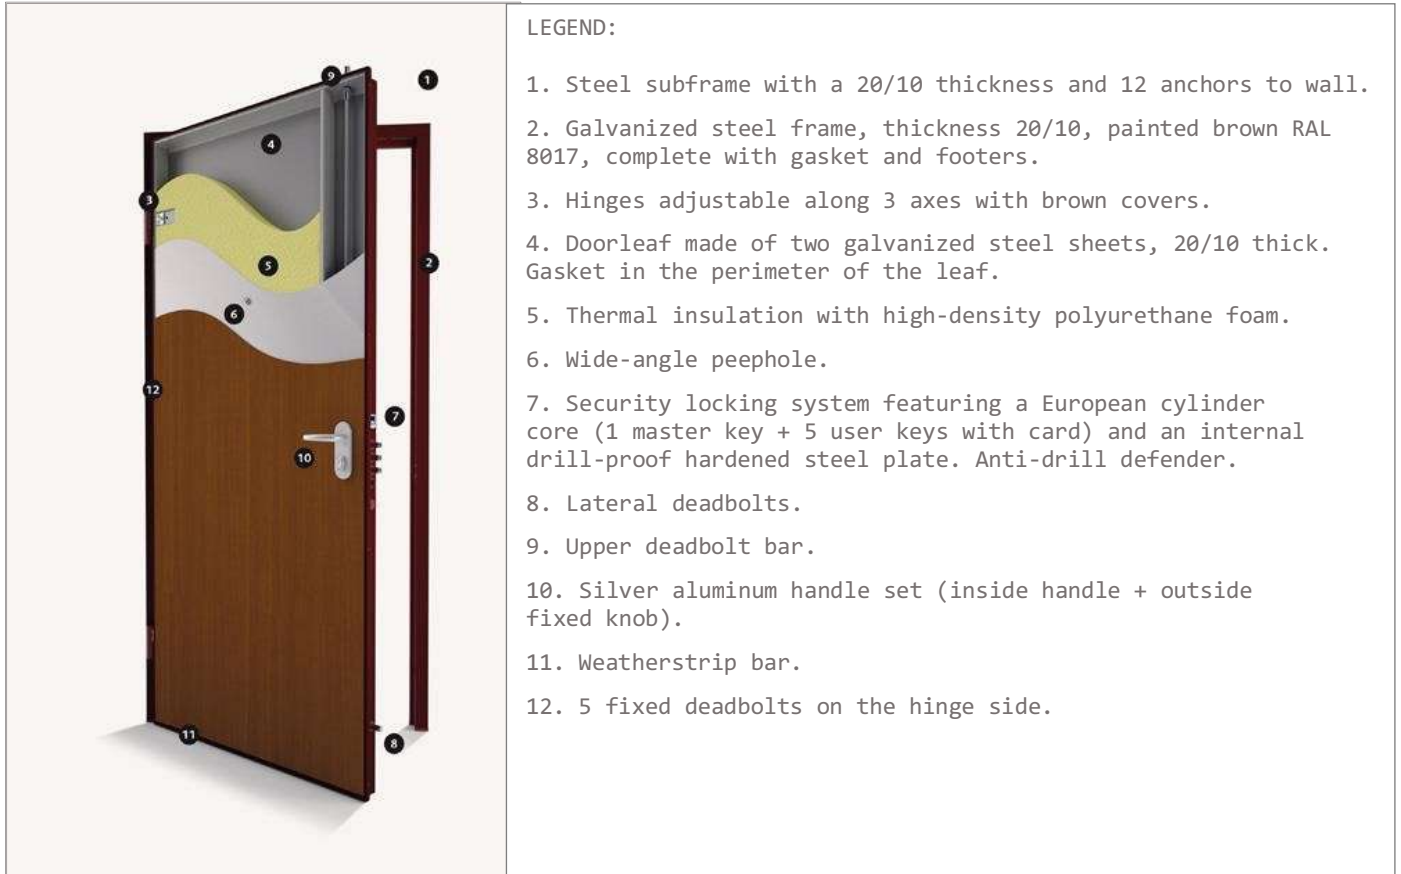 LEGEND:
1. Steel subframe with a 20/10 thickness and 12 anchors to wall.
2. Galvanized steel frame, thickness 20/10, painted brown RAL
8017, complete with gasket and footers.
3. Hinges adjustable along 3 axes with brown covers.
4. Doorleaf made of two galvanized steel sheets, 20/10 thick.
Gasket in the perimeter of the leaf.
5. Thermal insulation with high-density polyurethane foam.
6. Wide-angle peephole.
7. Security locking system featuring a European cylinder
core (1 master key + 5 user keys with card) and an internal
drill-proof hardened steel plate. Anti-drill defender.
8. Lateral deadbolts.
9. Upper deadbolt bar.
10. Silver aluminum handle set (inside handle + outside
fixed knob).
11. Weatherstrip bar.
12. 5 fixed deadbolts on the hinge side.
9
1
4
3
5
2
6
12
7
10
11
8